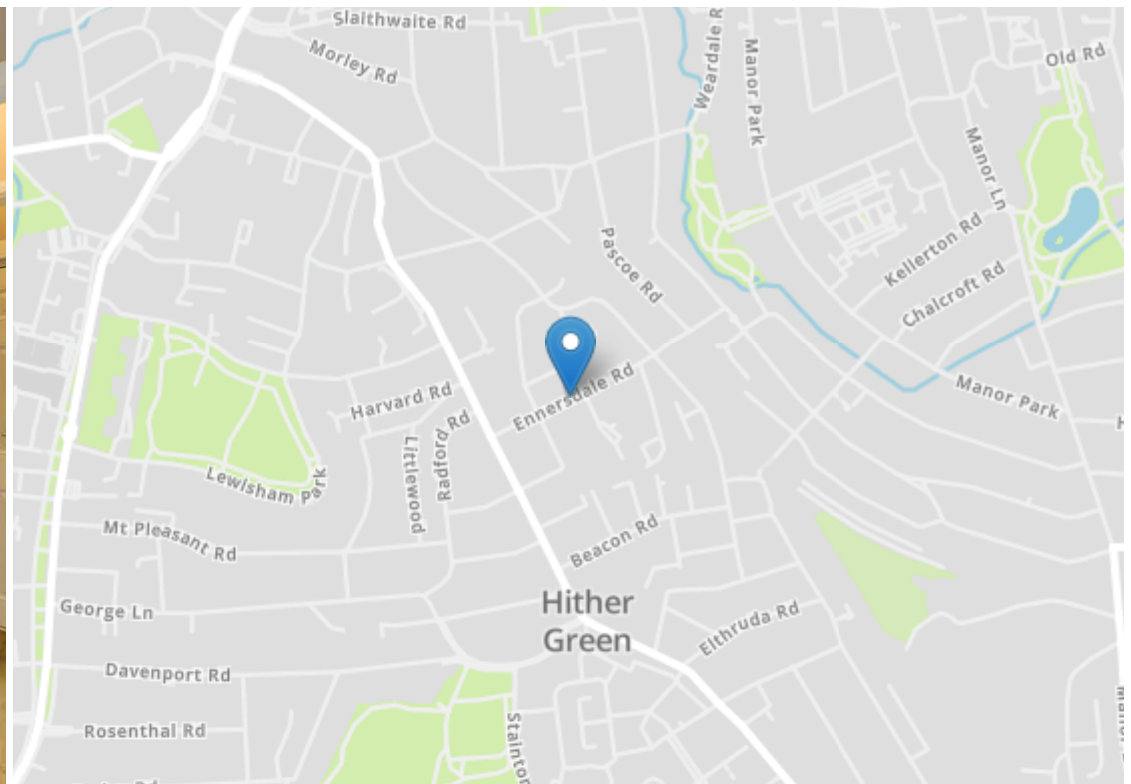 Slaithwaite Rd
Morley Rd
Weardale R
Manor Park
Old Rd
Manor Ln
Pascoe Rd
Kellerton Rd
Chalcroft Rd
Harvard Rd
Ennersdale Rd
Manor Park
Radford Rd
Littlewood
Lewisham Park
Mt Pleasant Rd
Beacon Rd
George Ln
Hither
Green
Elthruda Rd
Davenport Rd
Rosenthal Rd
Stainton